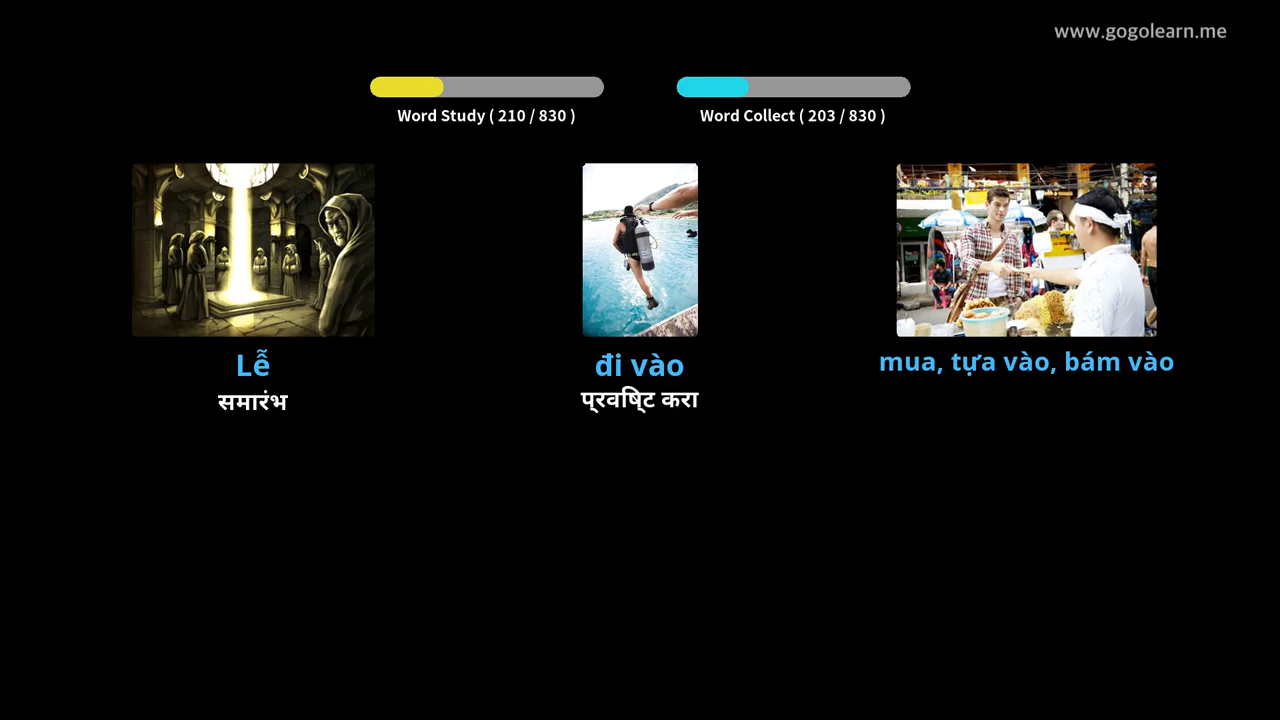 www.gogolearn.me
Word Study ( 210 / 830 )
Word Collect ( 203 / 830 )
Lễ
समारंभ
đi vào
प्रविष्ट करा
mua, tựa vào, bám vào